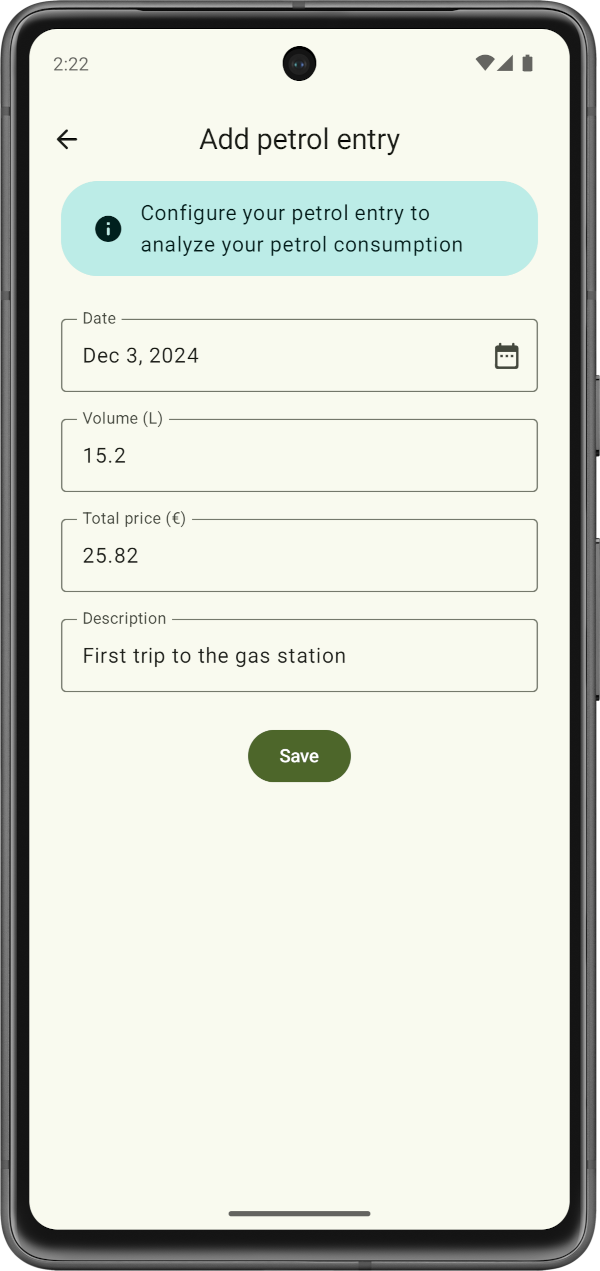 2:22
Add petrol entry
Configure your petrol entry to
analyze your petrol consumption
Date
Dec 3, 2024
Volume (L)
15.2
Total price (€)
25.82
Description
First trip to the gas station
Save